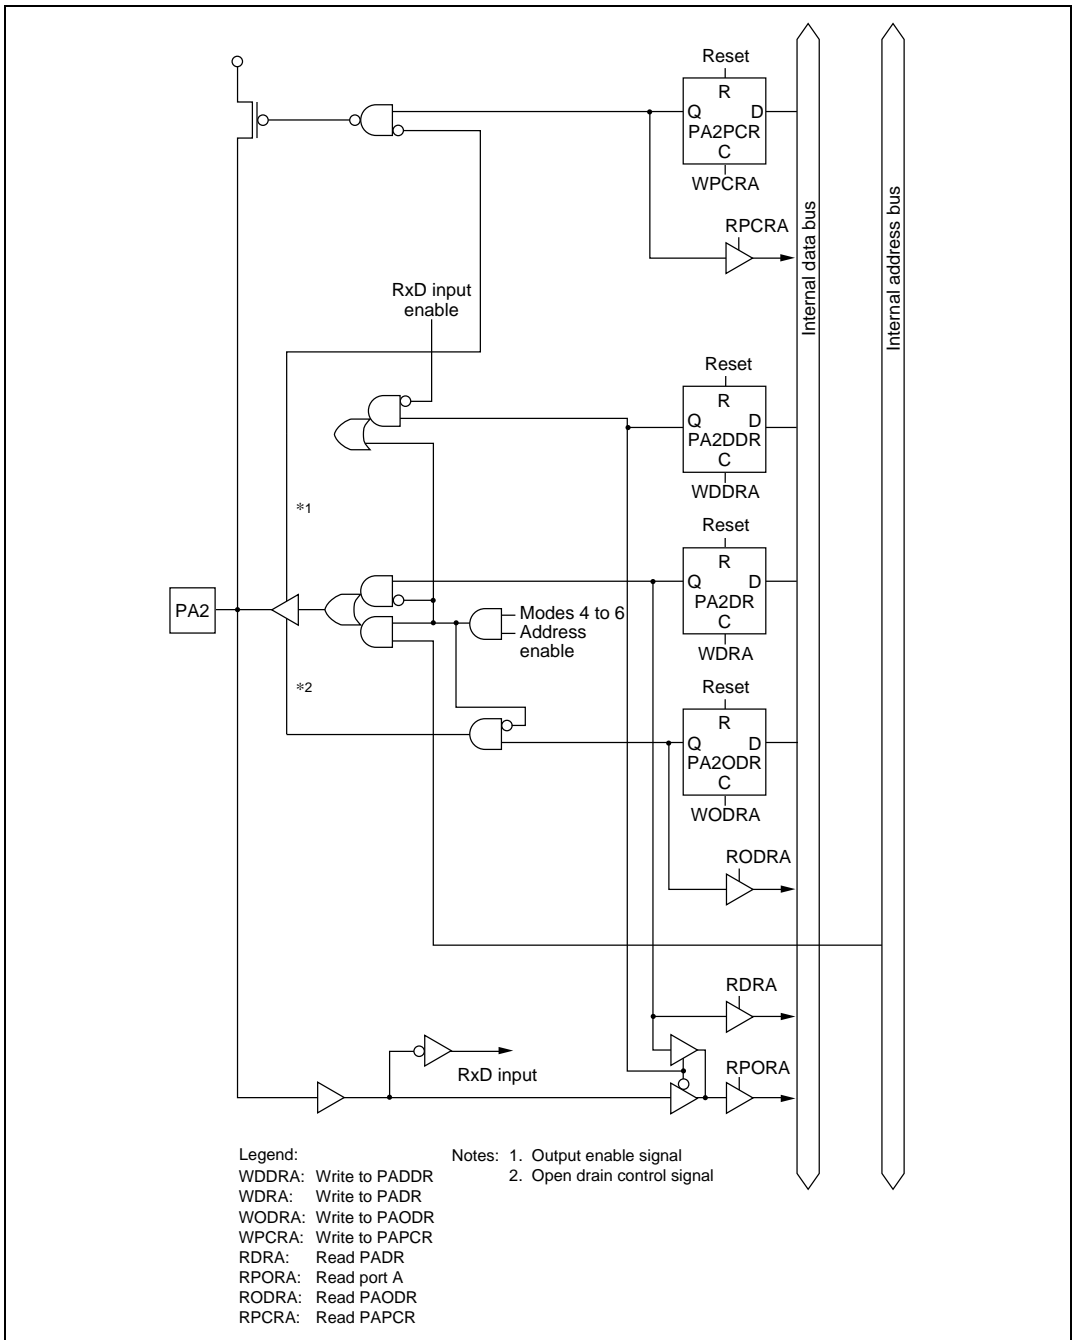 Reset
R
Q D
PA2PCR
C
WPCRA
RPCRA
Internal data bus
Internal address bus
RxD input
enable
Reset
R
Q D
PA2DDR
C
WDDRA
*1
Reset
R
Q D
PA2DR
C
WDRA
PA2
Modes 4 to 6
Address
enable
*2
Reset
R
Q D
PA2ODR
C
WODRA
RODRA
RDRA
RxD input
RPORA
Legend:
WDDRA: Write to PADDR
WDRA: Write to PADR
WODRA: Write to PAODR
WPCRA: Write to PAPCR
RDRA: Read PADR
RPORA: Read port A
RODRA: Read PAODR
RPCRA: Read PAPCR
Notes: 1. Output enable signal
2. Open drain control signal